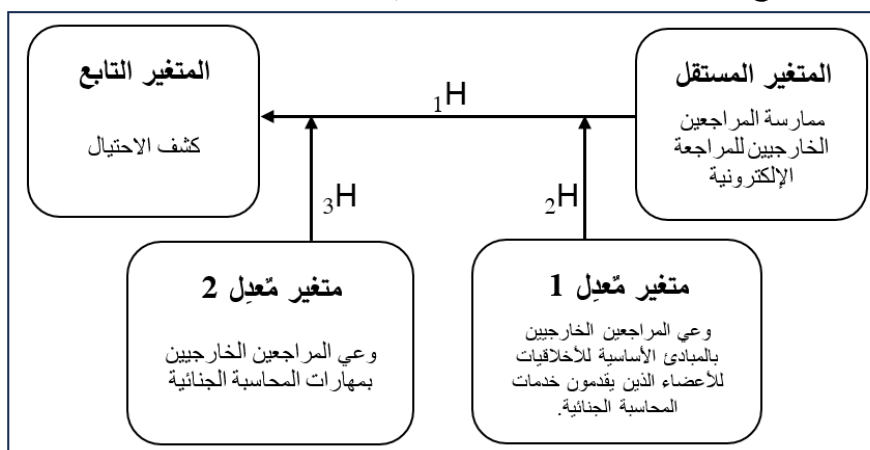 المتغير المستقل
ممارسة المراجعين
الخارجيين للمراجعة
الإلكترونية
H1
المتغير التابع
كشف الاحتيال
H2
H3
متغير مٌعدِل 1
وعي المراجعين الخارجيين
بالمبادئ الأساسية للأخلاقيات
للأعضاء الذين يقدمون خدمات
المحاسبة الجنائية.
متغير مٌعدِل 2
وعي المراجعين الخارجيين
بمهارات المحاسبة الجنائية